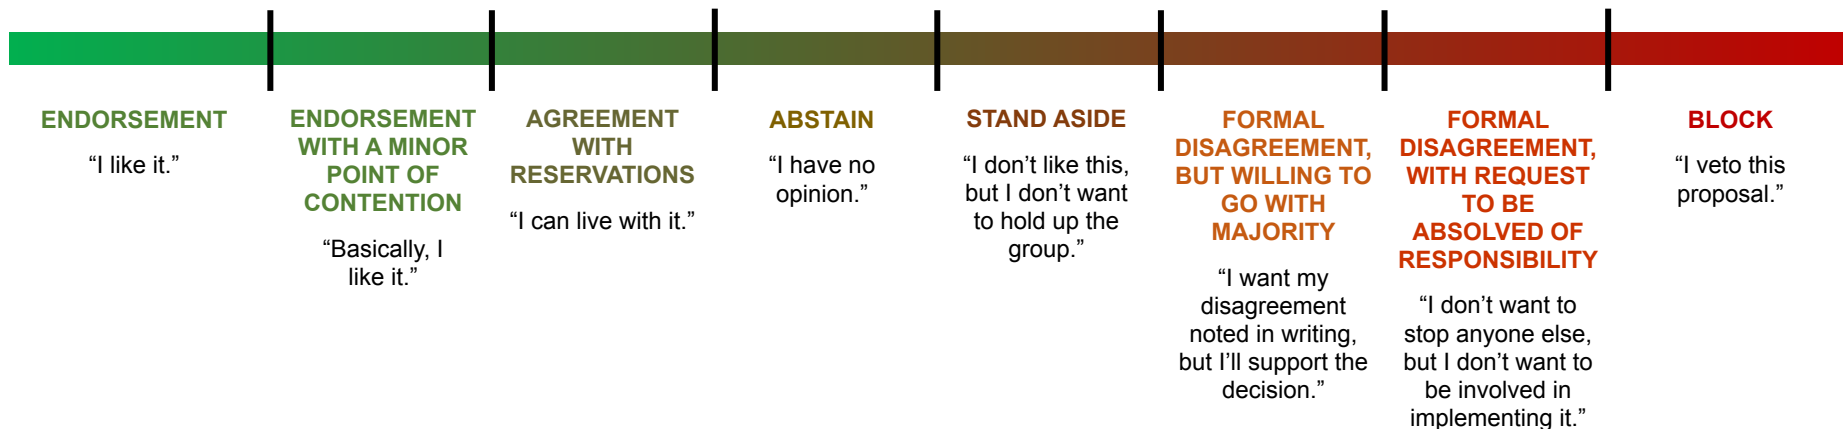 ENDORSEMENT
“I like it.”
ENDORSEMENT
WITH A MINOR
POINT OF
CONTENTION
“Basically, I
like it.”
AGREEMENT
WITH
RESERVATIONS
“I can live with it.”
ABSTAIN
“I have no
opinion.”
STAND ASIDE
“I don’t like this,
but I don’t want
to hold up the
group.”
FORMAL
DISAGREEMENT,
BUT WILLING TO
GO WITH
MAJORITY
“I want my
disagreement
noted in writing,
but I’ll support the
decision.”
FORMAL
DISAGREEMENT,
WITH REQUEST
TO BE
ABSOLVED OF
RESPONSIBILITY
“I don’t want to
stop anyone else,
but I don’t want to
be involved in
implementing it.”
BLOCK
“I veto this
proposal.”